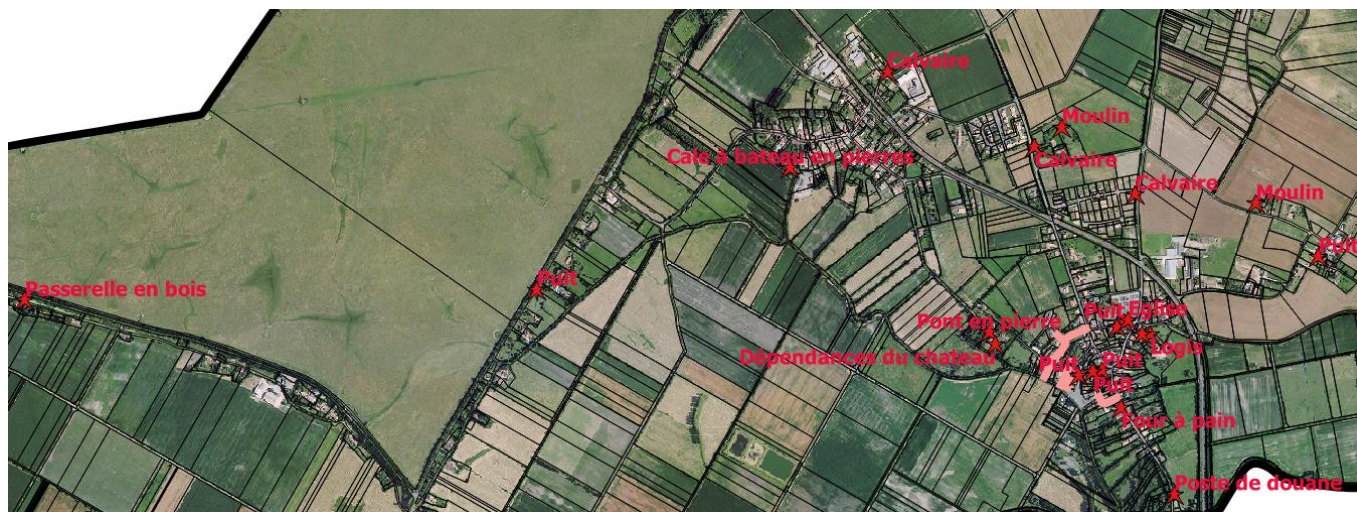 Calvaire
Moulin
Calvaire
Cale à bateau en pierres
Calvaire
Moulin
Puit
Puit
Passerelle en bois
Puit
Eglise
Pont en pierre
Logis
Dépendances du chateau
Puit
Puit
Puit
Four à pain
Poste de douane